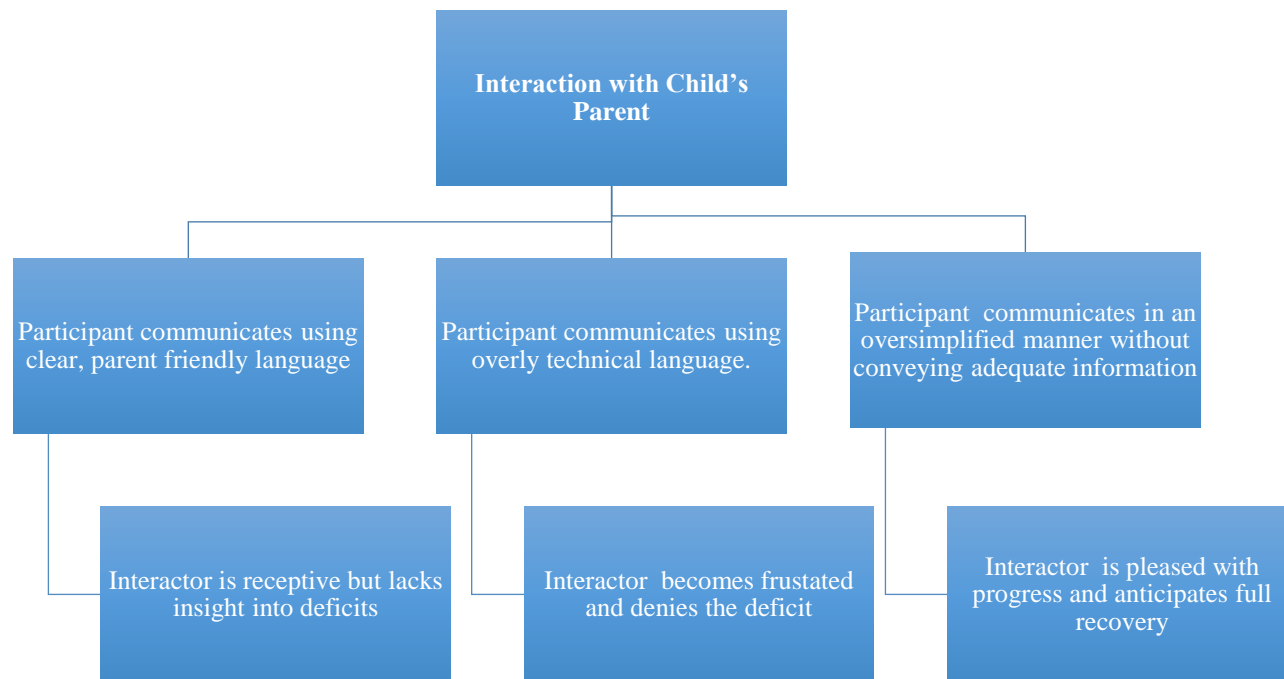 Interaction with Child’s
Parent
Participant communicates using
clear, parent friendly language
Participant communicates using
overly technical language.
Participant communicates in an
oversimplified manner without
conveying adequate information
Interactor is receptive but lacks
insight into deficits
Interactor becomes frustated
and denies the deficit
Interactor is pleased with
progress and anticipates full
recovery